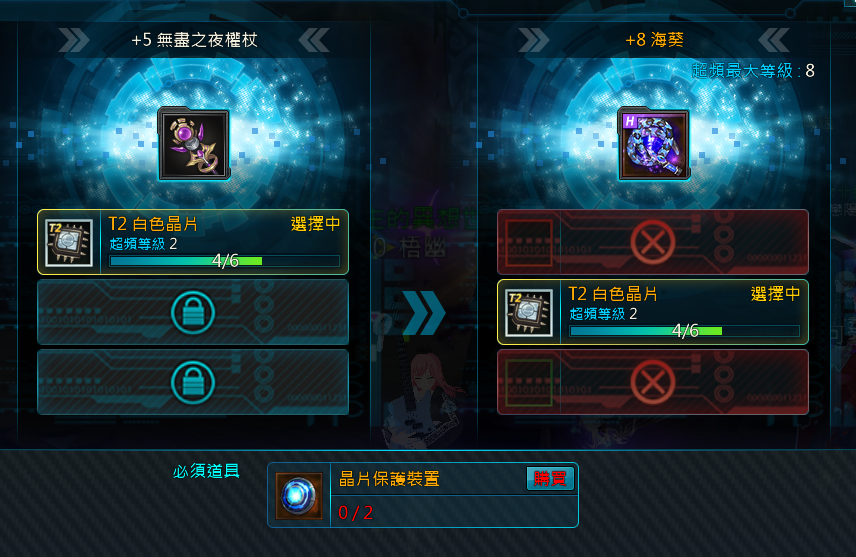 +5 無盡之夜權杖
+8 海葵
超頻最大等級 : 8
H
T2
T2 白色晶片
選擇中
超頻等級 2
4/6
T2
T2 白色晶片
選擇中
超頻等級 2
4/6
必須道具
晶片保護裝置
購買
0/2